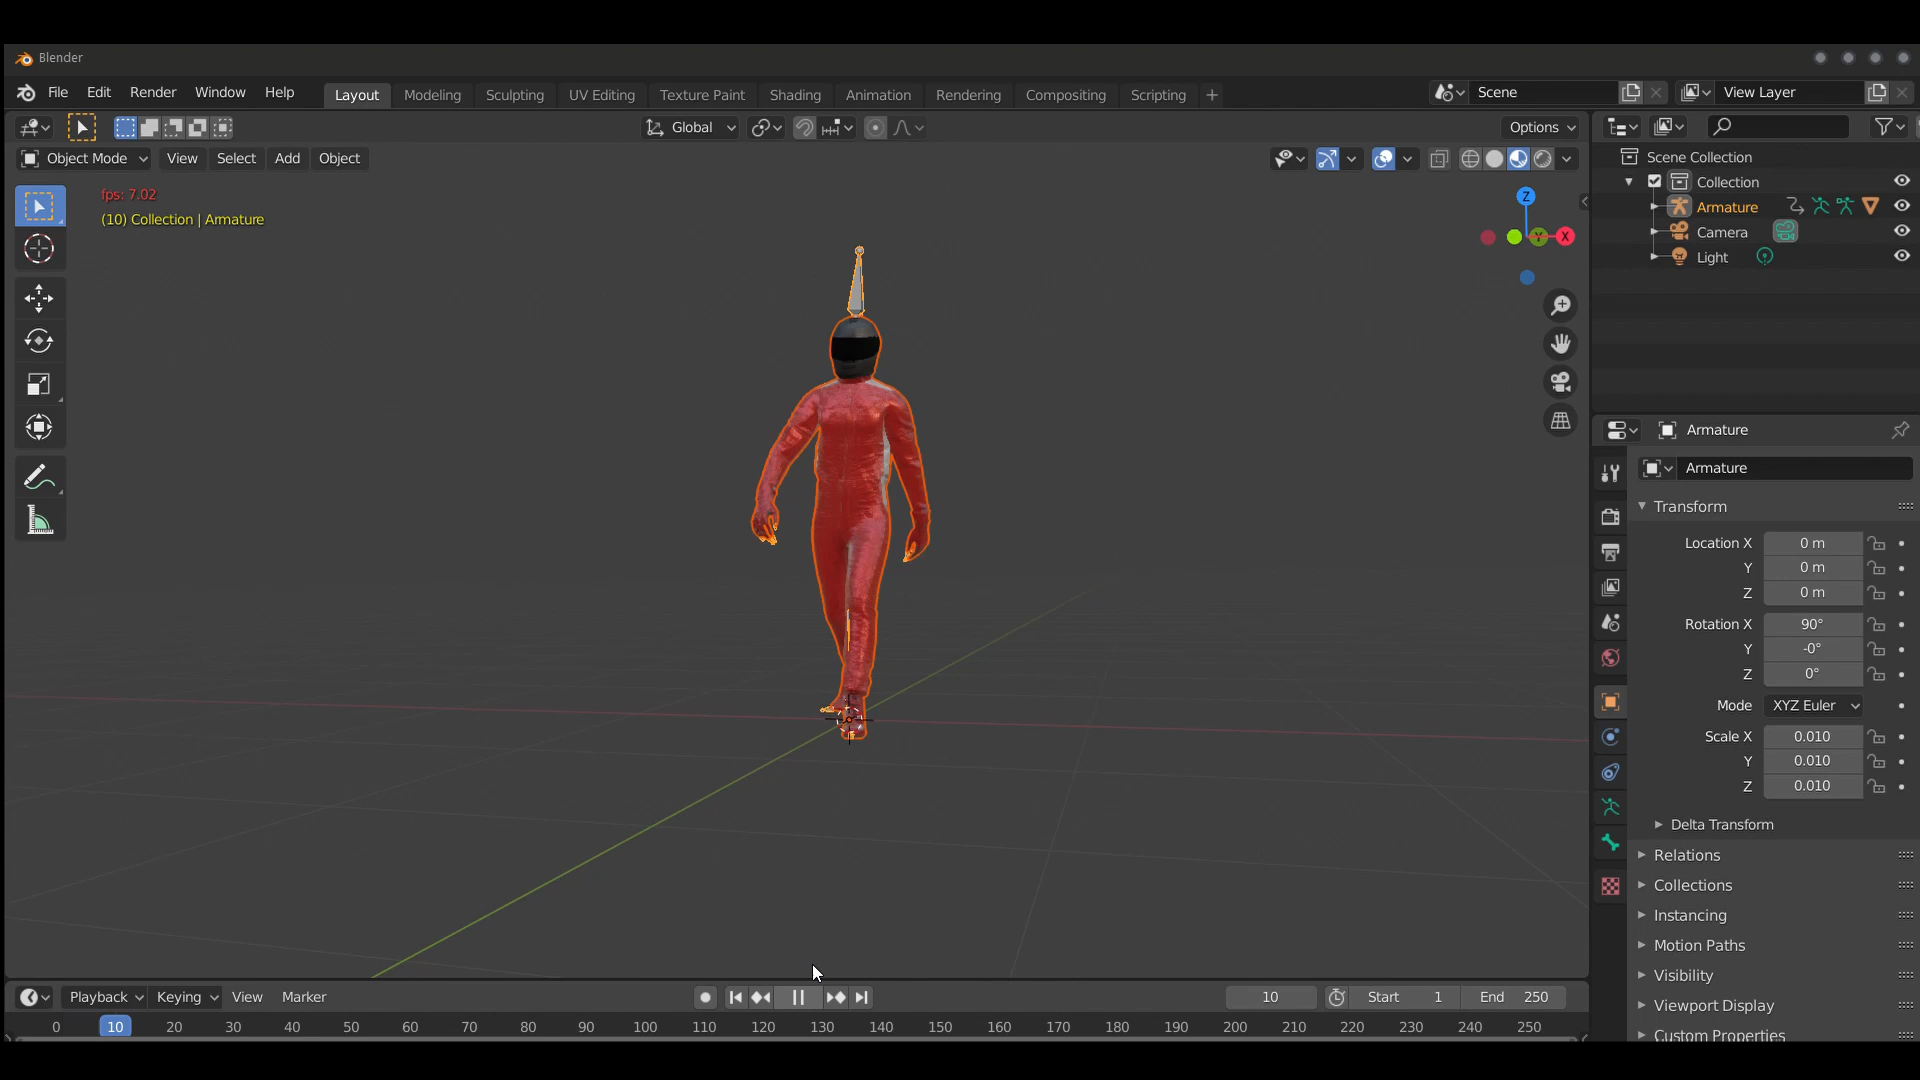 Blender
File Edit Render Window Help Layout Modeling Sculpting UV Editing Texture Paint Shading Animation Rendering Compositing Scripting + Scene View Layer
Global Options
Object Mode View Select Add Object
fps: 7.02
(10) Collection | Armature
Z
Y
X
Scene Collection
Collection
Armature
Camera
Light
Armature
Armature
Transform
Location X 0 m
Y 0 m
Z 0 m
Rotation X 90°
Y -0°
Z 0°
Mode XYZ Euler
Scale X 0.010
Y 0.010
Z 0.010
Delta Transform
Relations
Collections
Instancing
Motion Paths
Visibility
Viewport Display
Custom Properties
Playback Keying View Marker 10 Start 1 End 250
0 10 20 30 40 50 60 70 80 90 100 110 120 130 140 150 160 170 180 190 200 210 220 230 240 250